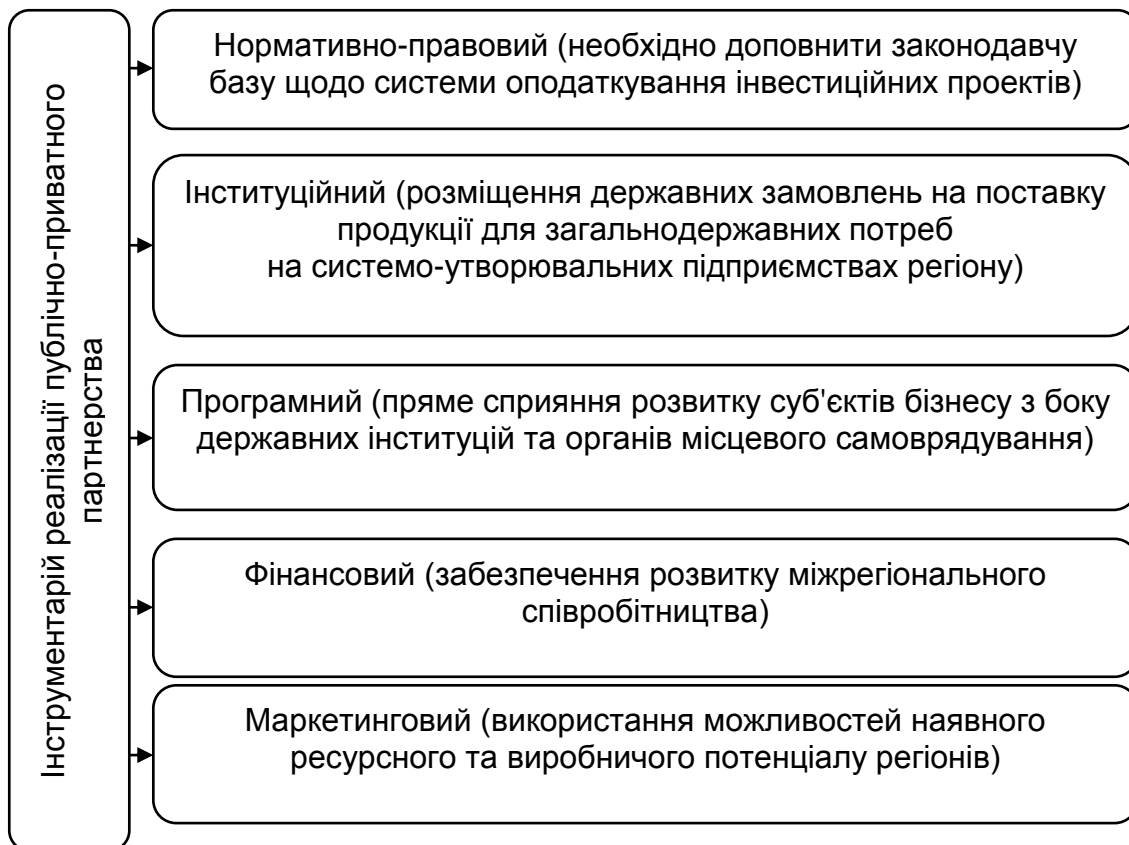 Інструментарій реалізації публічно-приватного
партнерства
Нормативно-правовий (необхідно доповнити законодавчу
базу щодо системи оподаткування інвестиційних проектів)
Інституційний (розміщення державних замовлень на поставку
продукції для загальнодержавних потреб
на системо-утворювальних підприємствах регіону)
Програмний (пряме сприяння розвитку суб'єктів бізнесу з боку
державних інституцій та органів місцевого самоврядування)
Фінансовий (забезпечення розвитку міжрегіонального
співробітництва)
Маркетинговий (використання можливостей наявного
ресурсного та виробничого потенціалу регіонів)